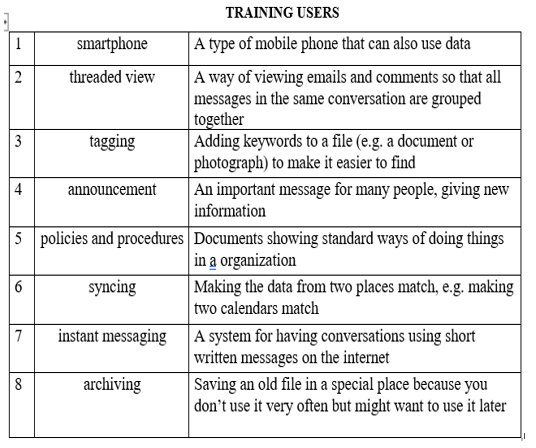 TRAINING USERS
1 smartphone A type of mobile phone that can also use data
2 threaded view A way of viewing emails and comments so that all
messages in the same conversation are grouped
together
3 tagging Adding keywords to a file (e.g. a document or
photograph) to make it easier to find
4 announcement An important message for many people, giving new
information
5 policies and procedures Documents showing standard ways of doing things
in a organization
6 syncing Making the data from two places match, e.g. making
two calendars match
7 instant messaging A system for having conversations using short
written messages on the internet
8 archiving Saving an old file in a special place because you
don’t use it very often but might want to use it later